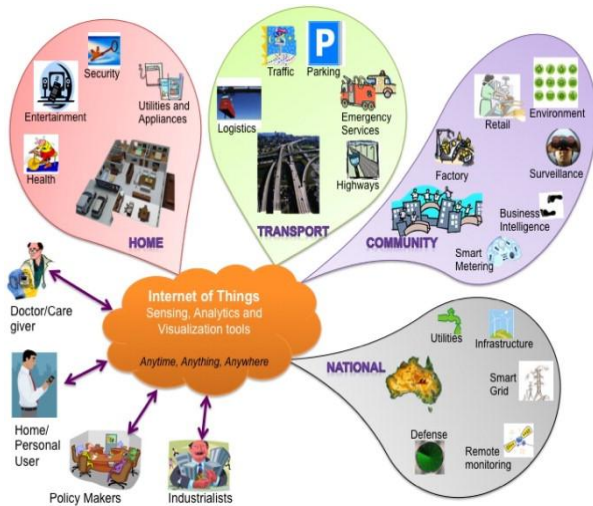 Security
Entertainment
Utilities and
Appliances
Health
HOME
Traffic
P
Parking
Logistics
Emergency
Services
Highways
TRANSPORT
Retail
Environment
Factory
Surveillance
Business
Intelligence
Smart
Metering
COMMUNITY
Internet of Things
Sensing, Analytics and
Visualization tools
Anytime, Anything, Anywhere
Doctor/Care
giver
Home/
Personal
User
Policy Makers
Industrialists
NATIONAL
Utilities
Infrastructure
Smart
Grid
Defense
Remote
monitoring